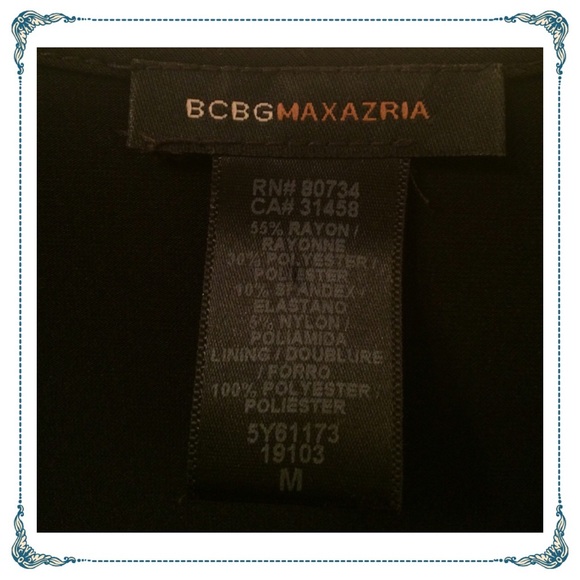 BCBGMAXAZRIA
RN# 80734
CA# 31458
55% RAYON /
RAYONNE
30% POLYESTER /
POLIESTER
10% SPANDEX /
ELASTANO
5% NYLON /
POLIAMIDA
LINING / DOUBLURE
/ FORRO
100% POLYESTER /
POLIESTER
5Y61173
19103
M